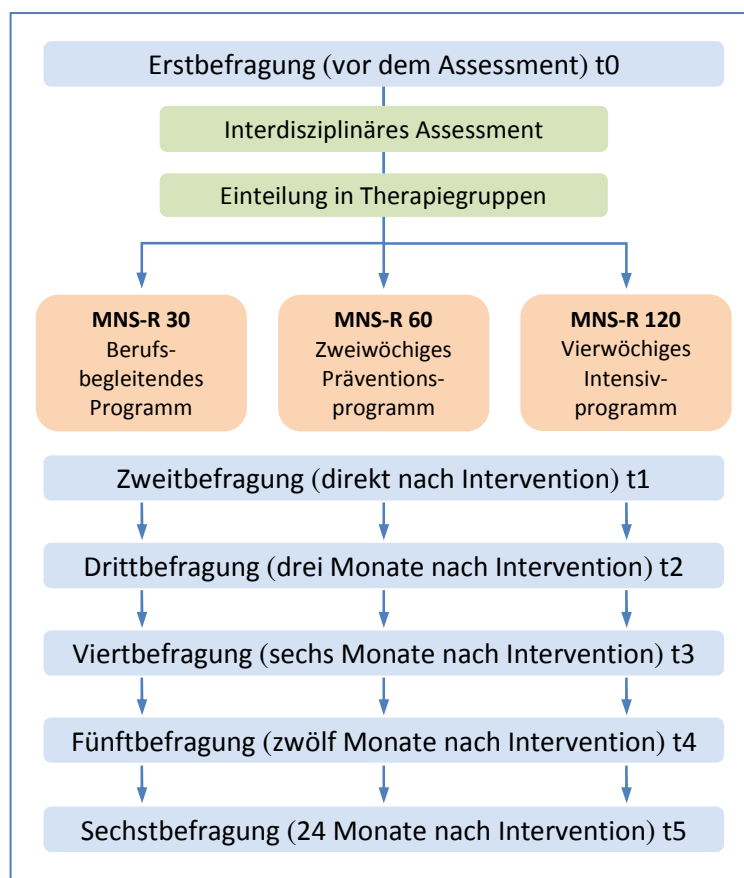 Erstbefragung (vor dem Assessment) t0
Interdisziplinäres Assessment
Einteilung in Therapiegruppen
MNS-R 30
Berufs-
begleitendes
Programm
MNS-R 60
Zweiwöchiges
Präventions-
programm
MNS-R 120
Vierwöchiges
Intensiv-
programm
Zweitbefragung (direkt nach Intervention) t1
Drittbefragung (drei Monate nach Intervention) t2
Viertbefragung (sechs Monate nach Intervention) t3
Fünftbefragung (zwölf Monate nach Intervention) t4
Sechstbefragung (24 Monate nach Intervention) t5